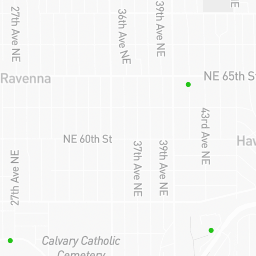 27th Ave NE
36th Ave NE
39th Ave NE
Ravenna
NE 65th St
43rd Ave NE
NE 60th St
Hav
37th Ave NE
39th Ave NE
27th Ave NE
Calvary Catholic
Cemetery